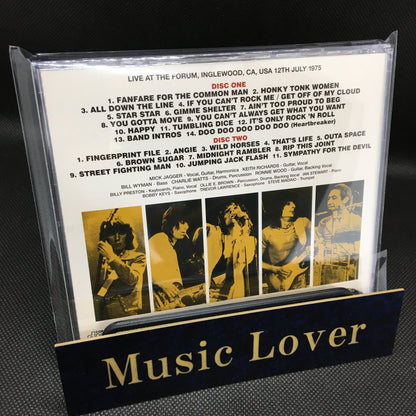 LIVE AT THE FORUM, INGLEWOOD, CA, USA 12TH JULY 1975
DISC ONE
1. FANFARE FOR THE COMMON MAN 2. HONKY TONK WOMEN
3. ALL DOWN THE LINE 4. IF YOU CAN'T ROCK ME / GET OFF OF MY CLOUD
5. STAR STAR 6. GIMME SHELTER 7. AIN'T TOO PROUD TO BEG
8. YOU GOTTA MOVE 9. YOU CAN'T ALWAYS GET WHAT YOU WANT
10. HAPPY 11. TUMBLING DICE 12. IT'S ONLY ROCK 'N ROLL
13. BAND INTROS 14. DOO DOO DOO DOO DOO (Heartbreaker)
DISC TWO
1. FINGERPRINT FILE 2. ANGIE 3. WILD HORSES 4. THAT'S LIFE 5. OUTA SPACE
6. BROWN SUGAR 7. MIDNIGHT RAMBLER 8. RIP THIS JOINT
9. STREET FIGHTING MAN 10. JUMPING JACK FLASH 11. SYMPATHY FOR THE DEVIL
MICK JAGGER - Vocal, Guitar, Harmonica KEITH RICHARDS - Guitar, Vocal
BILL WYMAN - Bass CHARLIE WATTS - Drums, Percussion RONNIE WOOD - Guitar, Backing Vocal
BILLY PRESTON - Keyboards, Piano, Vocal OLLIE E. BROWN - Percussion, Drums, Backing Vocal IAN STEWART - Piano
BOBBY KEYS - Saxophone TREVOR LAWRENCE - Saxophone STEVE MADAIO - Trumpet
Music Lover